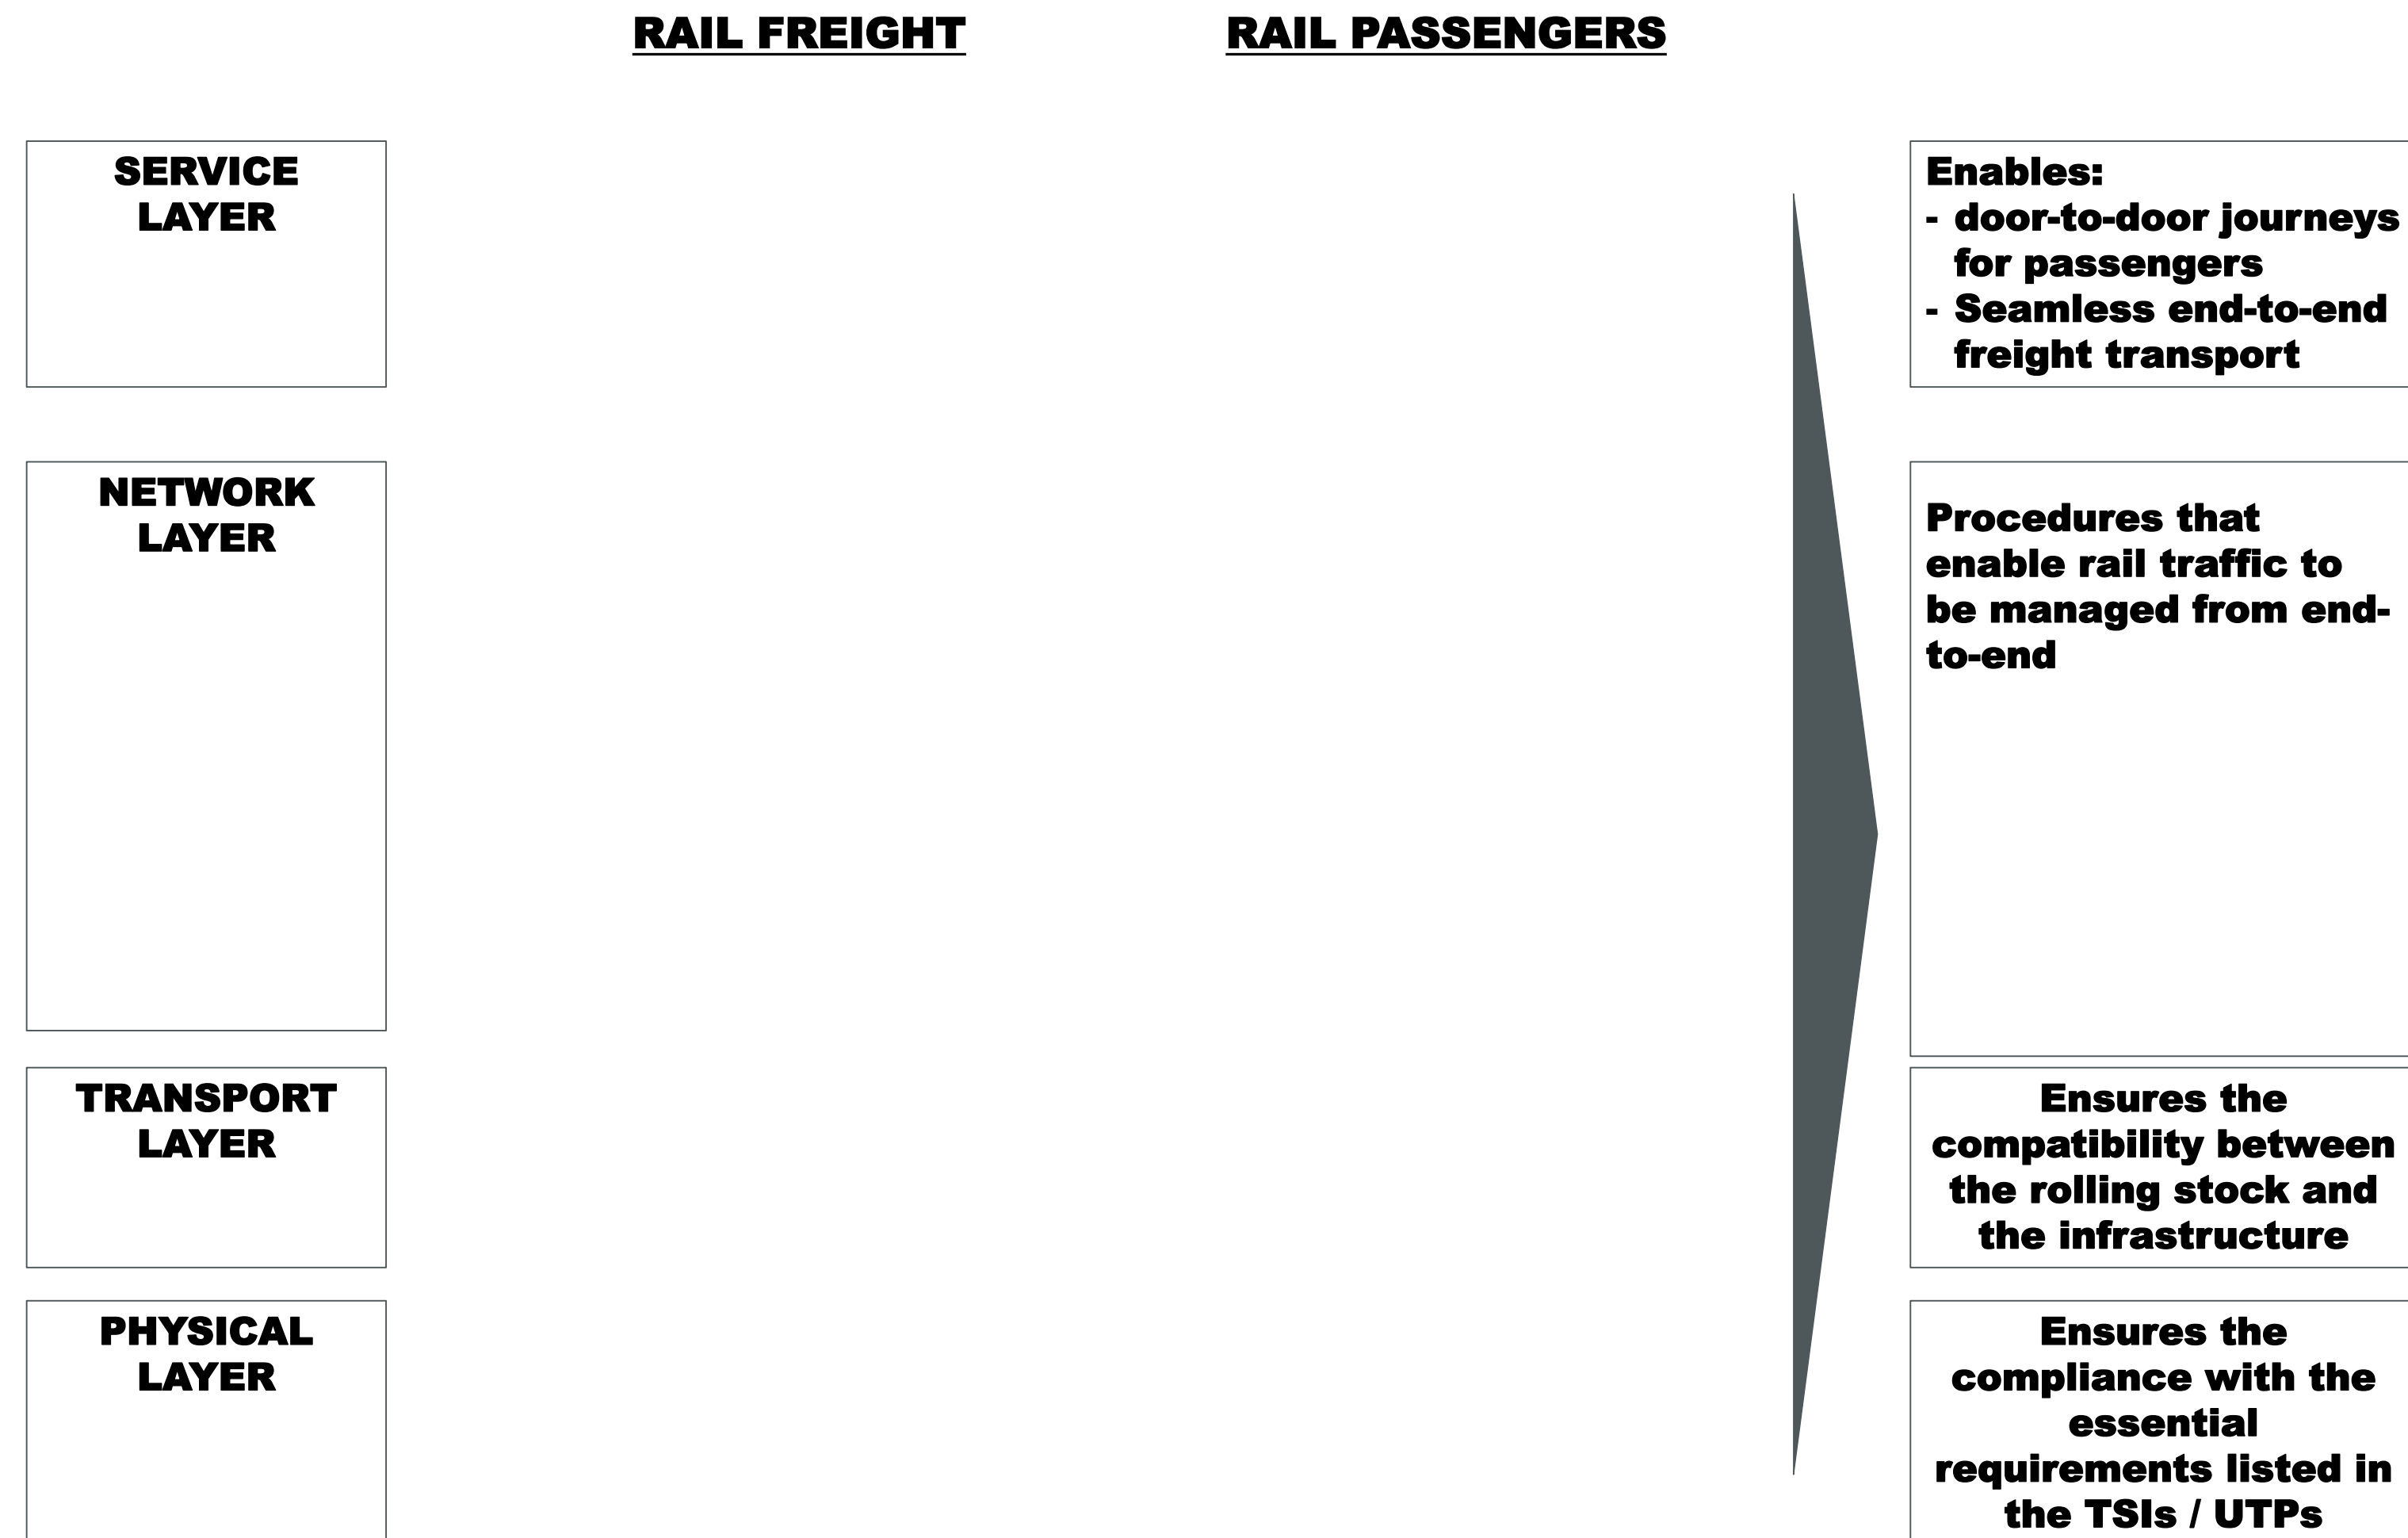 RAIL FREIGHT
RAIL PASSENGERS
SERVICE
LAYER
Enables:
- door-to-door journeys
for passengers
- Seamless end-to-end
freight transport
NETWORK
LAYER
Procedures that
enable rail traffic to
be managed from end-
to-end
TRANSPORT
LAYER
Ensures the
compatibility between
the rolling stock and
the infrastructure
PHYSICAL
LAYER
Ensures the
compliance with the
essential
requirements listed in
the TSIs / UTPs